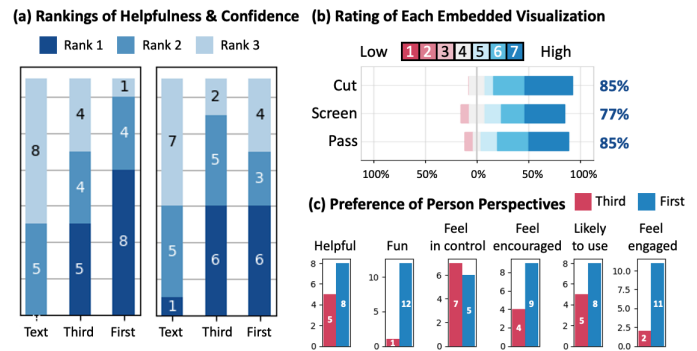 (a) Rankings of Helpfulness & Confidence
Rank 1 Rank 2 Rank 3
8 5
4 4 5
1 4 8
7 5 1
2 5 6
4 3 6
Text Third First Text Third First
(b) Rating of Each Embedded Visualization
Low 1 2 3 4 5 6 7 High
Cut 85%
Screen 77%
Pass 85%
100% 50% 0% 50% 100%
(c) Preference of Person Perspectives Third First
Helpful
8
6
4
2
0
5 8
Fun
10
5
0
1 12
Feel
in control
6
4
2
0
7 5
Feel
encouraged
8
6
4
2
0
4 9
Likely
to use
8
6
4
2
0
5 8
Feel
engaged
10.0
7.5
5.0
2.5
0.0
2 11